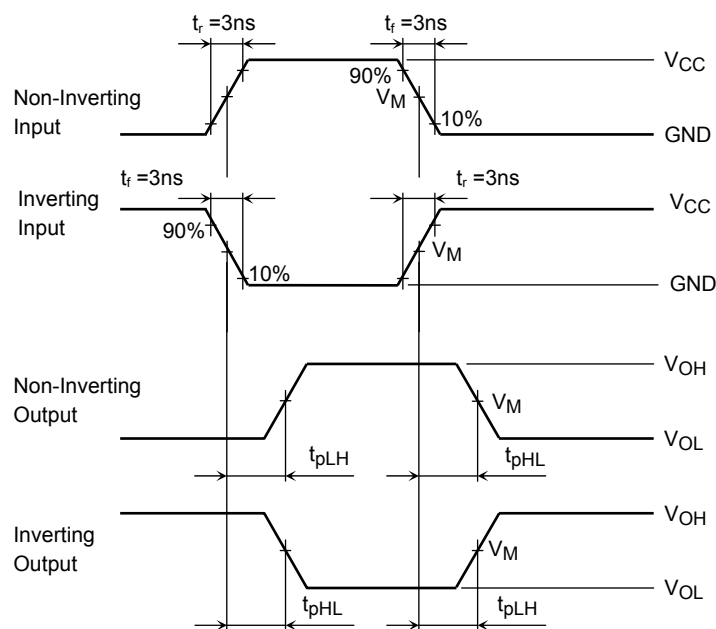 tr =3ns
tf =3ns
Non-Inverting
Input
90%
VM
10%
VCC
GND
Inverting
Input
tf =3ns
tr =3ns
90%
10%
VM
VCC
GND
Non-Inverting
Output
VM
VOH
VOL
tpLH
tpHL
Inverting
Output
VM
VOH
VOL
tpHL
tpLH